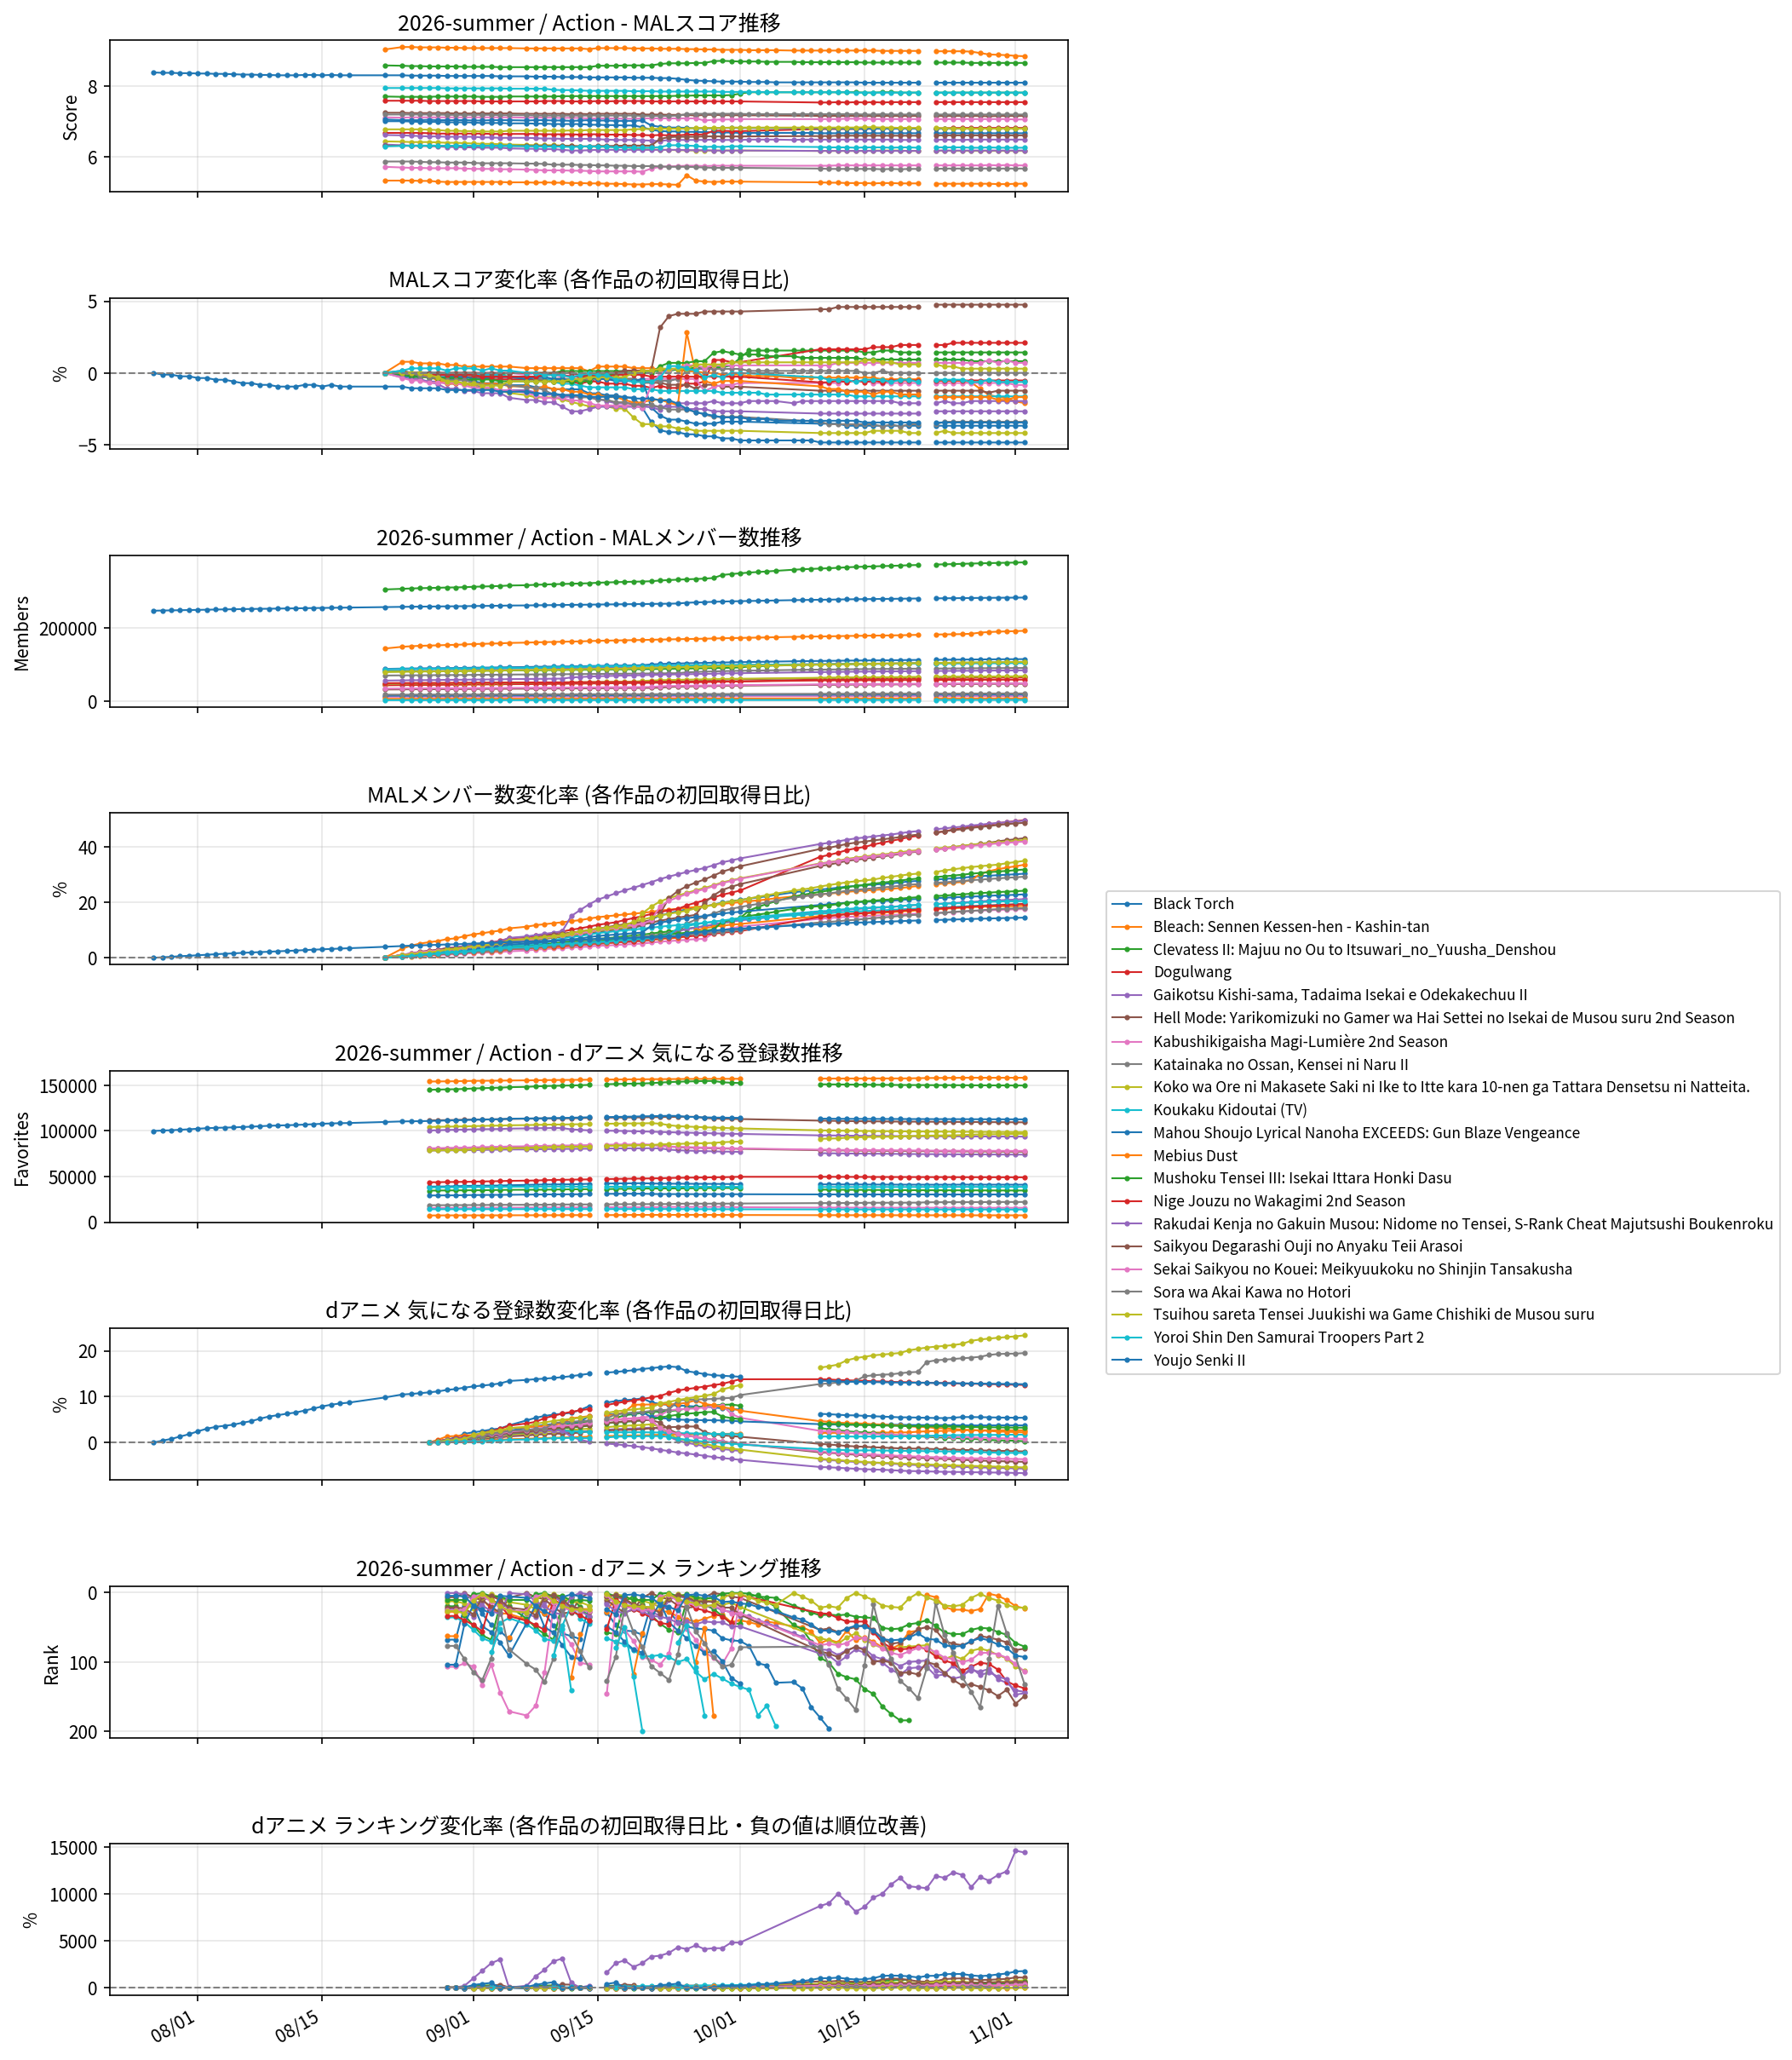 2026-summer / Action - MALスコア推移
Score
8
6
MALスコア変化率 (各作品の初回取得日比)
%
5
0
−5
2026-summer / Action - MALメンバー数推移
Members
200000
0
MALメンバー数変化率 (各作品の初回取得日比)
%
40
20
0
2026-summer / Action - dアニメ 気になる登録数推移
Favorites
150000
100000
50000
0
dアニメ 気になる登録数変化率 (各作品の初回取得日比)
%
20
10
0
2026-summer / Action - dアニメ ランキング推移
Rank
0
100
200
dアニメ ランキング変化率 (各作品の初回取得日比・負の値は順位改善)
%
15000
10000
5000
0
08/01
08/15
09/01
09/15
10/01
10/15
11/01
Black Torch
Bleach: Sennen Kessen-hen - Kashin-tan
Clevatess II: Majuu no Ou to Itsuwari_no_Yuusha_Denshou
Dogulwang
Gaikotsu Kishi-sama, Tadaima Isekai e Odekakechuu II
Hell Mode: Yarikomizuki no Gamer wa Hai Settei no Isekai de Musou suru 2nd Season
Kabushikigaisha Magi-Lumière 2nd Season
Katainaka no Ossan, Kensei ni Naru II
Koko wa Ore ni Makasete Saki ni Ike to Itte kara 10-nen ga Tattara Densetsu ni Natteita.
Koukaku Kidoutai (TV)
Mahou Shoujo Lyrical Nanoha EXCEEDS: Gun Blaze Vengeance
Mebius Dust
Mushoku Tensei III: Isekai Ittara Honki Dasu
Nige Jouzu no Wakagimi 2nd Season
Rakudai Kenja no Gakuin Musou: Nidome no Tensei, S-Rank Cheat Majutsushi Boukenroku
Saikyou Degarashi Ouji no Anyaku Teii Arasoi
Sekai Saikyou no Kouei: Meikyuukoku no Shinjin Tansakusha
Sora wa Akai Kawa no Hotori
Tsuihou sareta Tensei Juukishi wa Game Chishiki de Musou suru
Yoroi Shin Den Samurai Troopers Part 2
Youjo Senki II